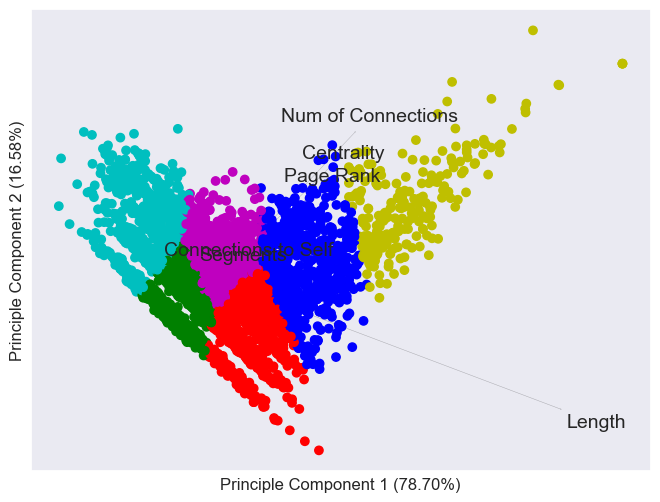 Num of Connections
Centrality
Page Rank
Connections to Self
Segments
Length
Principle Component 2 (16.58%)
Principle Component 1 (78.70%)